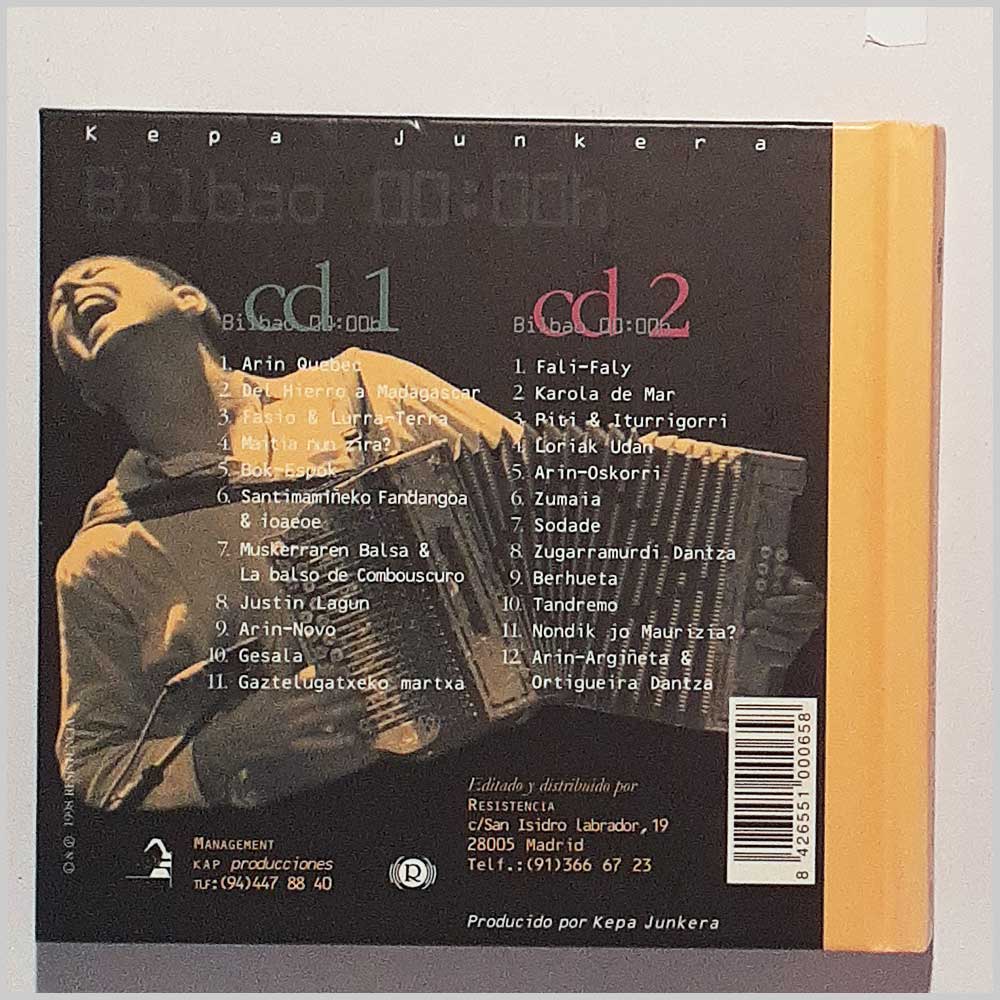 Kepa Junkera
Bilbao 00:00h
cd 1
Bilbao 00:00h
1. Arin Quebec
2. Del Hierro a Madagascar
3. Fasio & Lurra-Terra
4. Maitia nun zira?
5. Bok-Espok
6. Santimamiñeko Fandangoa
& ioaeoe
7. Muskerraren Balsa &
La balso de Combouscuro
8. Justin Lagun
9. Arin-Novo
10. Gesala
11. Gaztelugatxeko martxa
cd 2
Bilbao 00:00h
1. Fali-Faly
2. Karola de Mar
3. Piti & Iturrigorri
4. Loriak Udan
5. Arin-Oskorri
6. Zumaia
7. Sodade
8. Zugarramurdi Dantza
9. Berhueta
10. Tandremo
11. Nondik jo Maurizia?
12. Arin-Argiñeta &
Ortigueira Dantza
© & ℗ 1998 RESISTENCIA
MANAGEMENT
KAP producciones
TLF:(94)447 88 40
R
Editado y distribuido por
RESISTENCIA
c/San Isidro labrador, 19
28005 Madrid
Telf.:(91)366 67 23
Producido por Kepa Junkera
8 426551 000658